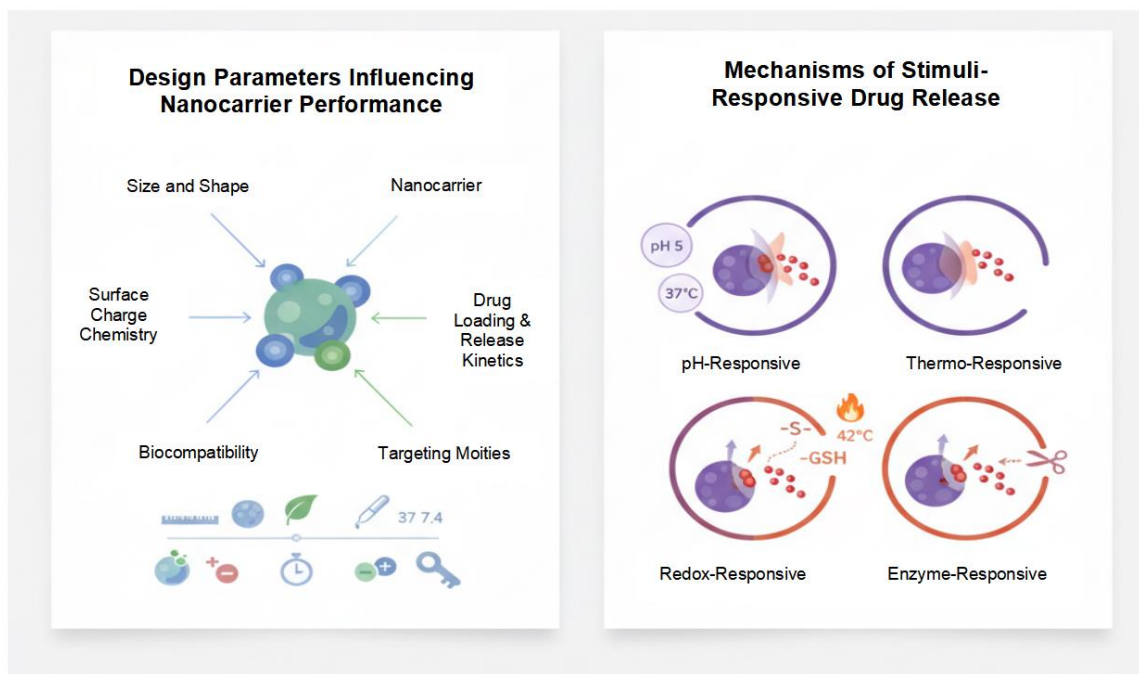 Design Parameters Influencing
Nanocarrier Performance
Size and Shape
Nanocarrier
Surface
Charge
Chemistry
Drug
Loading &
Release
Kinetics
Biocompatibility
Targeting Moities
37 7.4
Mechanisms of Stimuli-
Responsive Drug Release
pH 5
37°C
pH-Responsive
Thermo-Responsive
-S-
42°C
-GSH
Redox-Responsive
Enzyme-Responsive